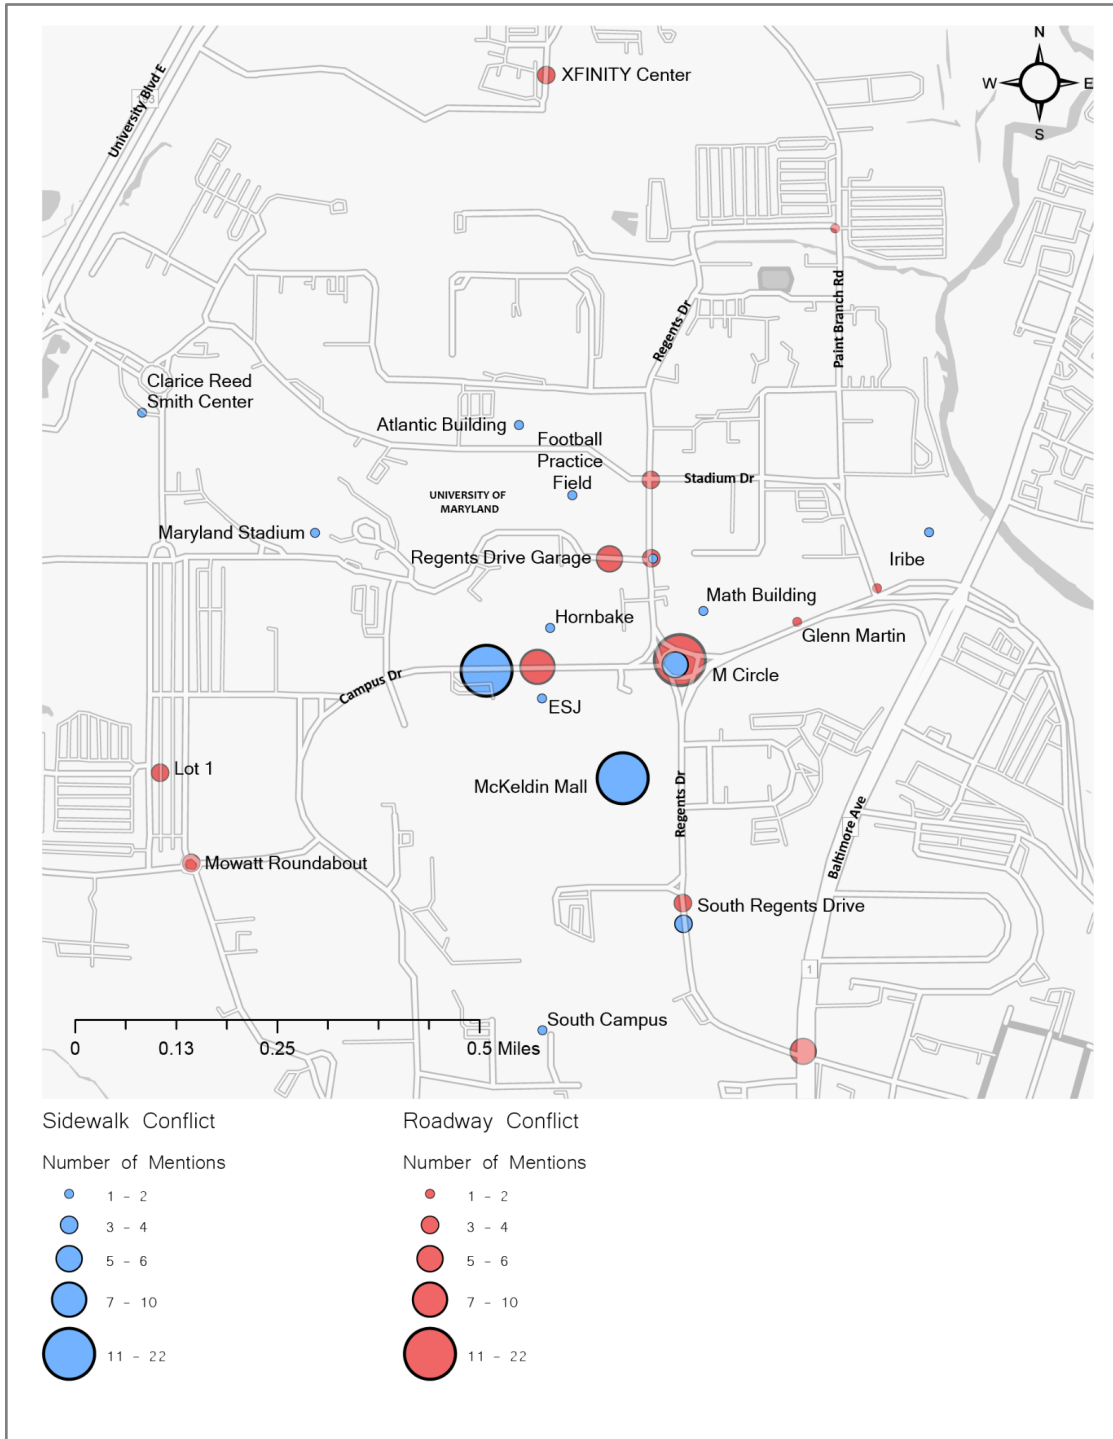 N
XFINITY Center
W
E
S
University Blvd E
Paint Branch Rd
Regents Dr
Clarice Reed
Smith Center
Atlantic Building
Football
Practice
Field
Stadium Dr
UNIVERSITY OF
MARYLAND
Maryland Stadium
Regents Drive Garage
Iribe
Math Building
Hornbake
Glenn Martin
M Circle
Campus Dr
ESJ
Lot 1
McKeldin Mall
Regents Dr
Baltimore Ave
Mowatt Roundabout
South Regents Drive
1
South Campus
0
0.13
0.25
0.5 Miles
Sidewalk Conflict
Number of Mentions
1 - 2
3 - 4
5 - 6
7 - 10
11 - 22
Roadway Conflict
Number of Mentions
1 - 2
3 - 4
5 - 6
7 - 10
11 - 22